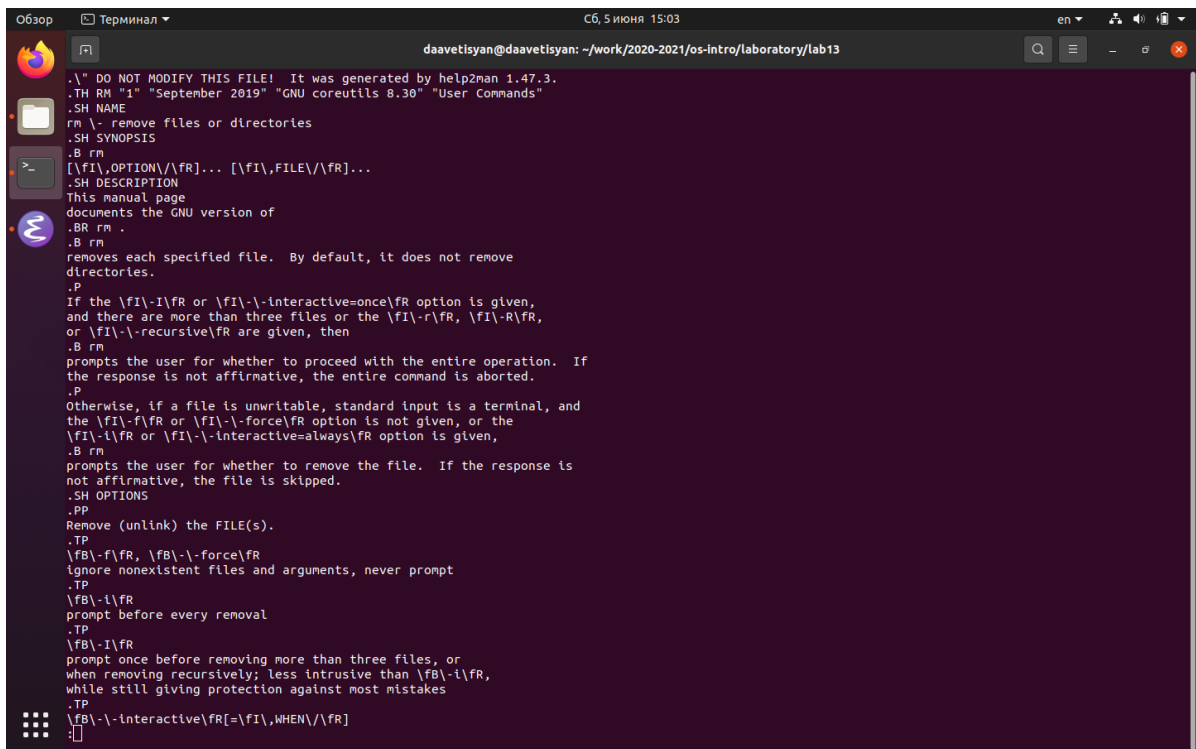 Обзор Терминал Сб, 5 июня 15:03 en
daavetisyan@daavetisyan: ~/work/2020-2021/os-intro/laboratory/lab13
.\" DO NOT MODIFY THIS FILE!  It was generated by help2man 1.47.3.
.TH RM "1" "September 2019" "GNU coreutils 8.30" "User Commands"
.SH NAME
rm \- remove files or directories
.SH SYNOPSIS
.B rm
[\fI\,OPTION\/\fR]... [\fI\,FILE\/\fR]...
.SH DESCRIPTION
This manual page
documents the GNU version of
.BR rm .
.B rm
removes each specified file.  By default, it does not remove
directories.
.P
If the \fI\-I\fR or \fI\-\-interactive=once\fR option is given,
and there are more than three files or the \fI\-r\fR, \fI\-R\fR,
or \fI\-\-recursive\fR are given, then
.B rm
prompts the user for whether to proceed with the entire operation.  If
the response is not affirmative, the entire command is aborted.
.P
Otherwise, if a file is unwritable, standard input is a terminal, and
the \fI\-f\fR or \fI\-\-force\fR option is not given, or the
\fI\-i\fR or \fI\-\-interactive=always\fR option is given,
.B rm
prompts the user for whether to remove the file.  If the response is
not affirmative, the file is skipped.
.SH OPTIONS
.PP
Remove (unlink) the FILE(s).
.TP
\fB\-f\fR, \fB\-\-force\fR
ignore nonexistent files and arguments, never prompt
.TP
\fB\-i\fR
prompt before every removal
.TP
\fB\-I\fR
prompt once before removing more than three files, or
when removing recursively; less intrusive than \fB\-i\fR,
while still giving protection against most mistakes
.TP
\fB\-\-interactive\fR[=\fI\,WHEN\/\fR]
: